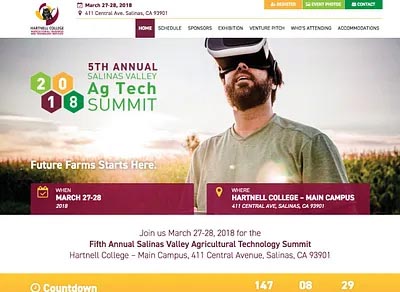 March 27-28, 2018
411 Central Ave, Salinas, CA 93901
REGISTER
EVENT PHOTOS
CONTACT
HARTNELL COLLEGE
HOME
SCHEDULE
SPONSORS
EXHIBITION
VENTURE PITCH
WHO'S ATTENDING
ACCOMMODATIONS
5TH ANNUAL
SALINAS VALLEY
Ag Tech
SUMMIT
2018
Future Farms Starts Here!
WHEN
MARCH 27-28
2018
WHERE
HARTNELL COLLEGE – MAIN CAMPUS
411 CENTRAL AVE, SALINAS, CA 93901
Join us March 27-28, 2018 for the
Fifth Annual Salinas Valley Agricultural Technology Summit
Hartnell College – Main Campus, 411 Central Avenue, Salinas, CA 93901
Countdown
147
08
29